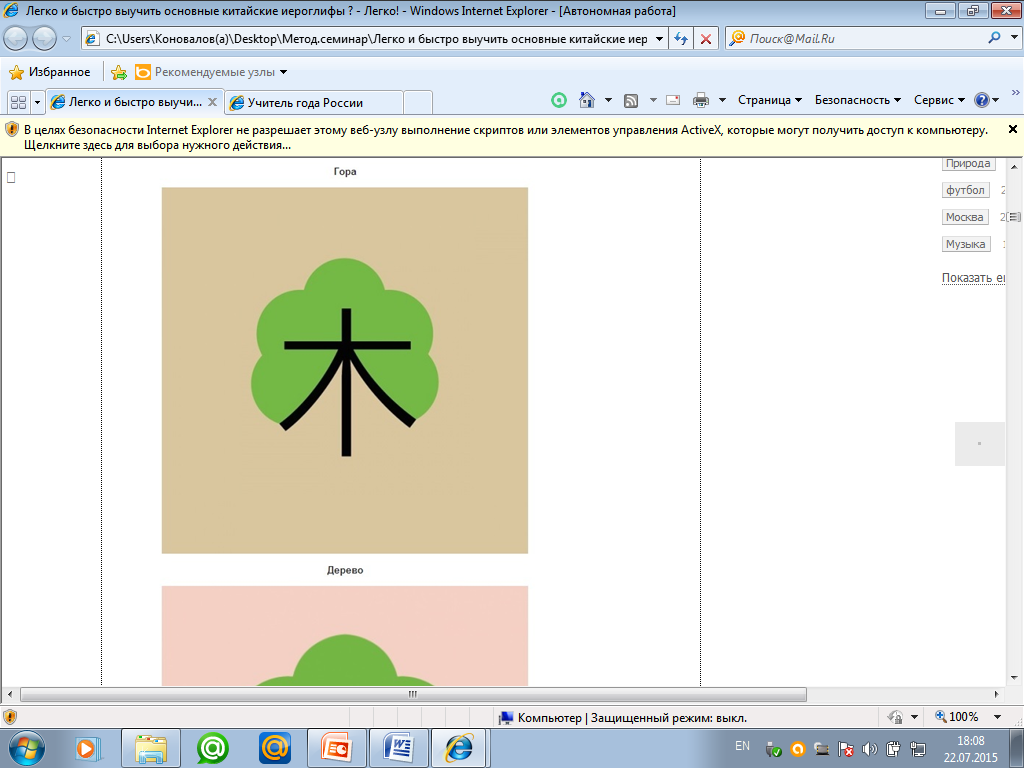 Легко и быстро выучить основные китайские иероглифы ? - Легко! - Windows Internet Explorer - [Автономная работа]
C:\Users\Коновалов(а)\Desktop\Метод.семинар\Легко и быстро выучить основные китайские иер
Поиск@Mail.Ru
Избранное
Рекомендуемые узлы
Легко и быстро выучи...
Учитель года России
Страница
Безопасность
Сервис
В целях безопасности Internet Explorer не разрешает этому веб-узлу выполнение скриптов или элементов управления ActiveX, которые могут получить доступ к компьютеру.
Щелкните здесь для выбора нужного действия...
Гора
Природа
футбол 2
Москва 2
Музыка
Показать
木
Дерево
Компьютер | Защищенный режим: выкл.
100%
EN
18:08
22.07.2015